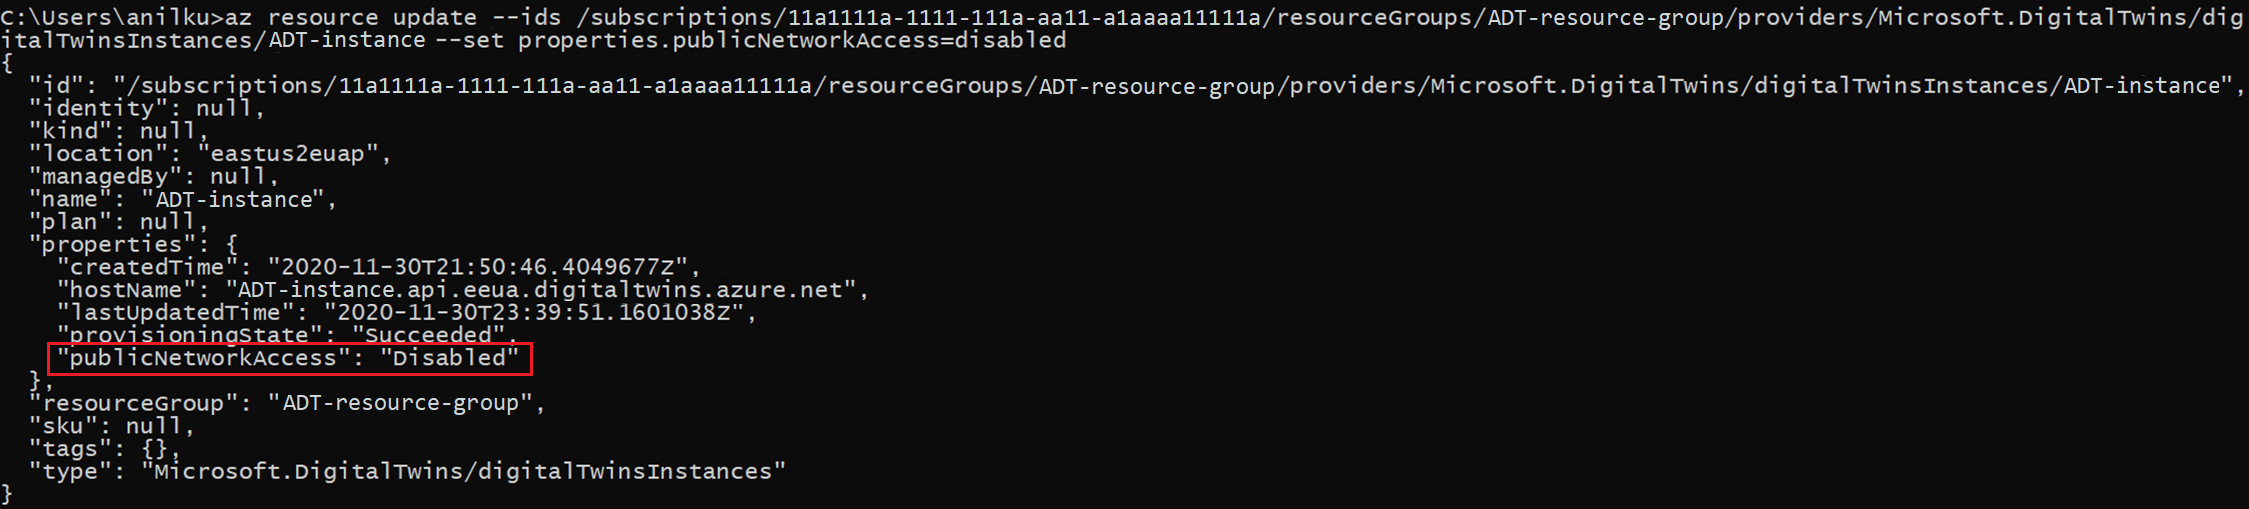 C:\Users\anilku>az resource update --ids /subscriptions/11a1111a-1111-111a-aa11-a1aaaa11111a/resourceGroups/ADT-resource-group/providers/Microsoft.DigitalTwins/dig
italTwinsInstances/ADT-instance --set properties.publicNetworkAccess=disabled
{
  "id": "/subscriptions/11a1111a-1111-111a-aa11-a1aaaa11111a/resourceGroups/ADT-resource-group/providers/Microsoft.DigitalTwins/digitalTwinsInstances/ADT-instance",
  "identity": null,
  "kind": null,
  "location": "eastus2euap",
  "managedBy": null,
  "name": "ADT-instance",
  "plan": null,
  "properties": {
    "createdTime": "2020-11-30T21:50:46.4049677Z",
    "hostName": "ADT-instance.api.eeua.digitaltwins.azure.net",
    "lastUpdatedTime": "2020-11-30T23:39:51.1601038Z",
    "provisioningState": "Succeeded",
    "publicNetworkAccess": "Disabled"
  },
  "resourceGroup": "ADT-resource-group",
  "sku": null,
  "tags": {},
  "type": "Microsoft.DigitalTwins/digitalTwinsInstances"
}